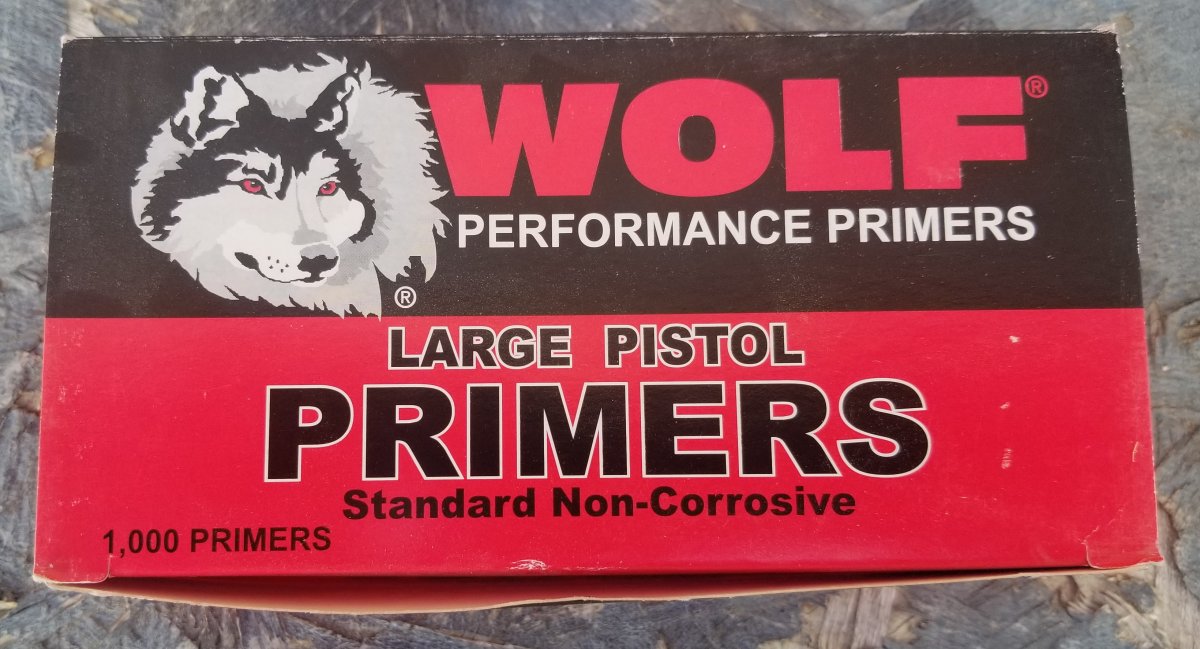 WOLF®
PERFORMANCE PRIMERS
®
LARGE PISTOL
PRIMERS
Standard Non-Corrosive
1,000 PRIMERS